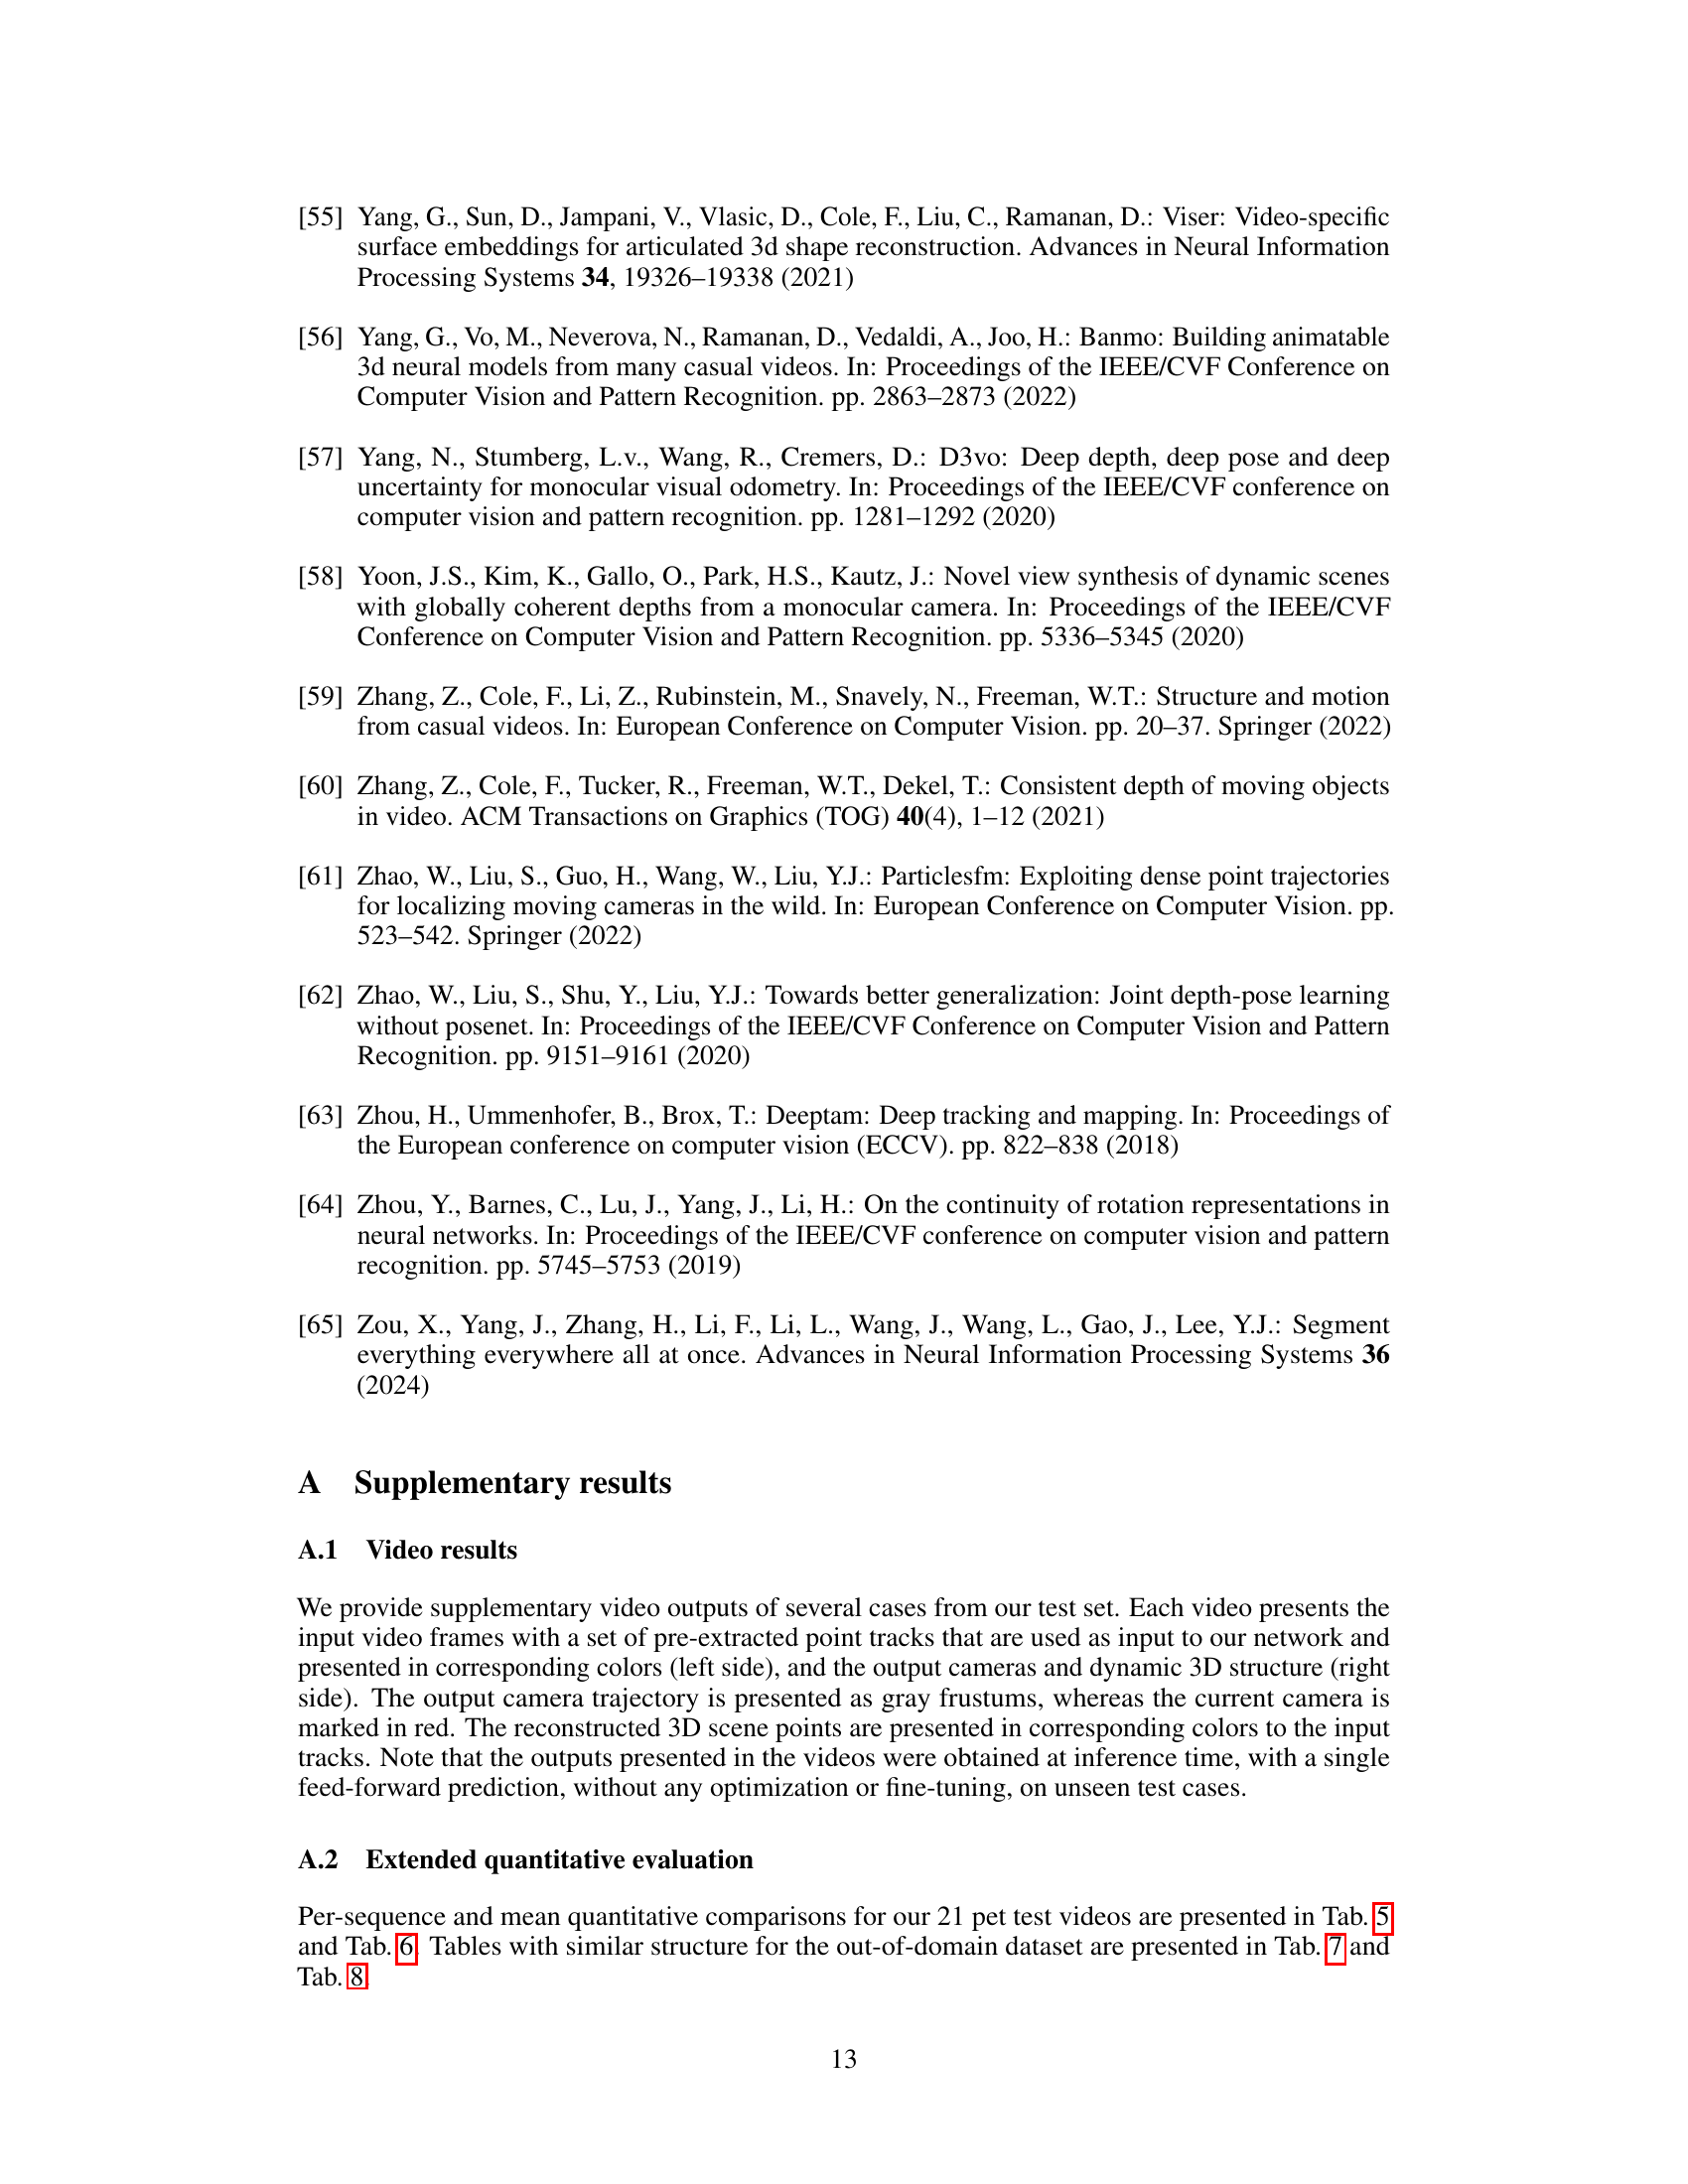 [55] Yang, G., Sun, D., Jampani, V., Vlasic, D., Cole, F., Liu, C., Ramanan, D.: Viser: Video-specific
surface embeddings for articulated 3d shape reconstruction. Advances in Neural Information
Processing Systems 34, 19326–19338 (2021)
[56] Yang, G., Vo, M., Neverova, N., Ramanan, D., Vedaldi, A., Joo, H.: Banmo: Building animatable
3d neural models from many casual videos. In: Proceedings of the IEEE/CVF Conference on
Computer Vision and Pattern Recognition. pp. 2863–2873 (2022)
[57] Yang, N., Stumberg, L.v., Wang, R., Cremers, D.: D3vo: Deep depth, deep pose and deep
uncertainty for monocular visual odometry. In: Proceedings of the IEEE/CVF conference on
computer vision and pattern recognition. pp. 1281–1292 (2020)
[58] Yoon, J.S., Kim, K., Gallo, O., Park, H.S., Kautz, J.: Novel view synthesis of dynamic scenes
with globally coherent depths from a monocular camera. In: Proceedings of the IEEE/CVF
Conference on Computer Vision and Pattern Recognition. pp. 5336–5345 (2020)
[59] Zhang, Z., Cole, F., Li, Z., Rubinstein, M., Snavely, N., Freeman, W.T.: Structure and motion
from casual videos. In: European Conference on Computer Vision. pp. 20–37. Springer (2022)
[60] Zhang, Z., Cole, F., Tucker, R., Freeman, W.T., Dekel, T.: Consistent depth of moving objects
in video. ACM Transactions on Graphics (TOG) 40(4), 1–12 (2021)
[61] Zhao, W., Liu, S., Guo, H., Wang, W., Liu, Y.J.: Particlesfm: Exploiting dense point trajectories
for localizing moving cameras in the wild. In: European Conference on Computer Vision. pp.
523–542. Springer (2022)
[62] Zhao, W., Liu, S., Shu, Y., Liu, Y.J.: Towards better generalization: Joint depth-pose learning
without posenet. In: Proceedings of the IEEE/CVF Conference on Computer Vision and Pattern
Recognition. pp. 9151–9161 (2020)
[63] Zhou, H., Ummenhofer, B., Brox, T.: Deeptam: Deep tracking and mapping. In: Proceedings of
the European conference on computer vision (ECCV). pp. 822–838 (2018)
[64] Zhou, Y., Barnes, C., Lu, J., Yang, J., Li, H.: On the continuity of rotation representations in
neural networks. In: Proceedings of the IEEE/CVF conference on computer vision and pattern
recognition. pp. 5745–5753 (2019)
[65] Zou, X., Yang, J., Zhang, H., Li, F., Li, L., Wang, J., Wang, L., Gao, J., Lee, Y.J.: Segment
everything everywhere all at once. Advances in Neural Information Processing Systems 36
(2024)
A Supplementary results
A.1 Video results
We provide supplementary video outputs of several cases from our test set. Each video presents the
input video frames with a set of pre-extracted point tracks that are used as input to our network and
presented in corresponding colors (left side), and the output cameras and dynamic 3D structure (right
side). The output camera trajectory is presented as gray frustums, whereas the current camera is
marked in red. The reconstructed 3D scene points are presented in corresponding colors to the input
tracks. Note that the outputs presented in the videos were obtained at inference time, with a single
feed-forward prediction, without any optimization or fine-tuning, on unseen test cases.
A.2 Extended quantitative evaluation
Per-sequence and mean quantitative comparisons for our 21 pet test videos are presented in Tab. 5
and Tab. 6. Tables with similar structure for the out-of-domain dataset are presented in Tab. 7 and
Tab. 8.
13